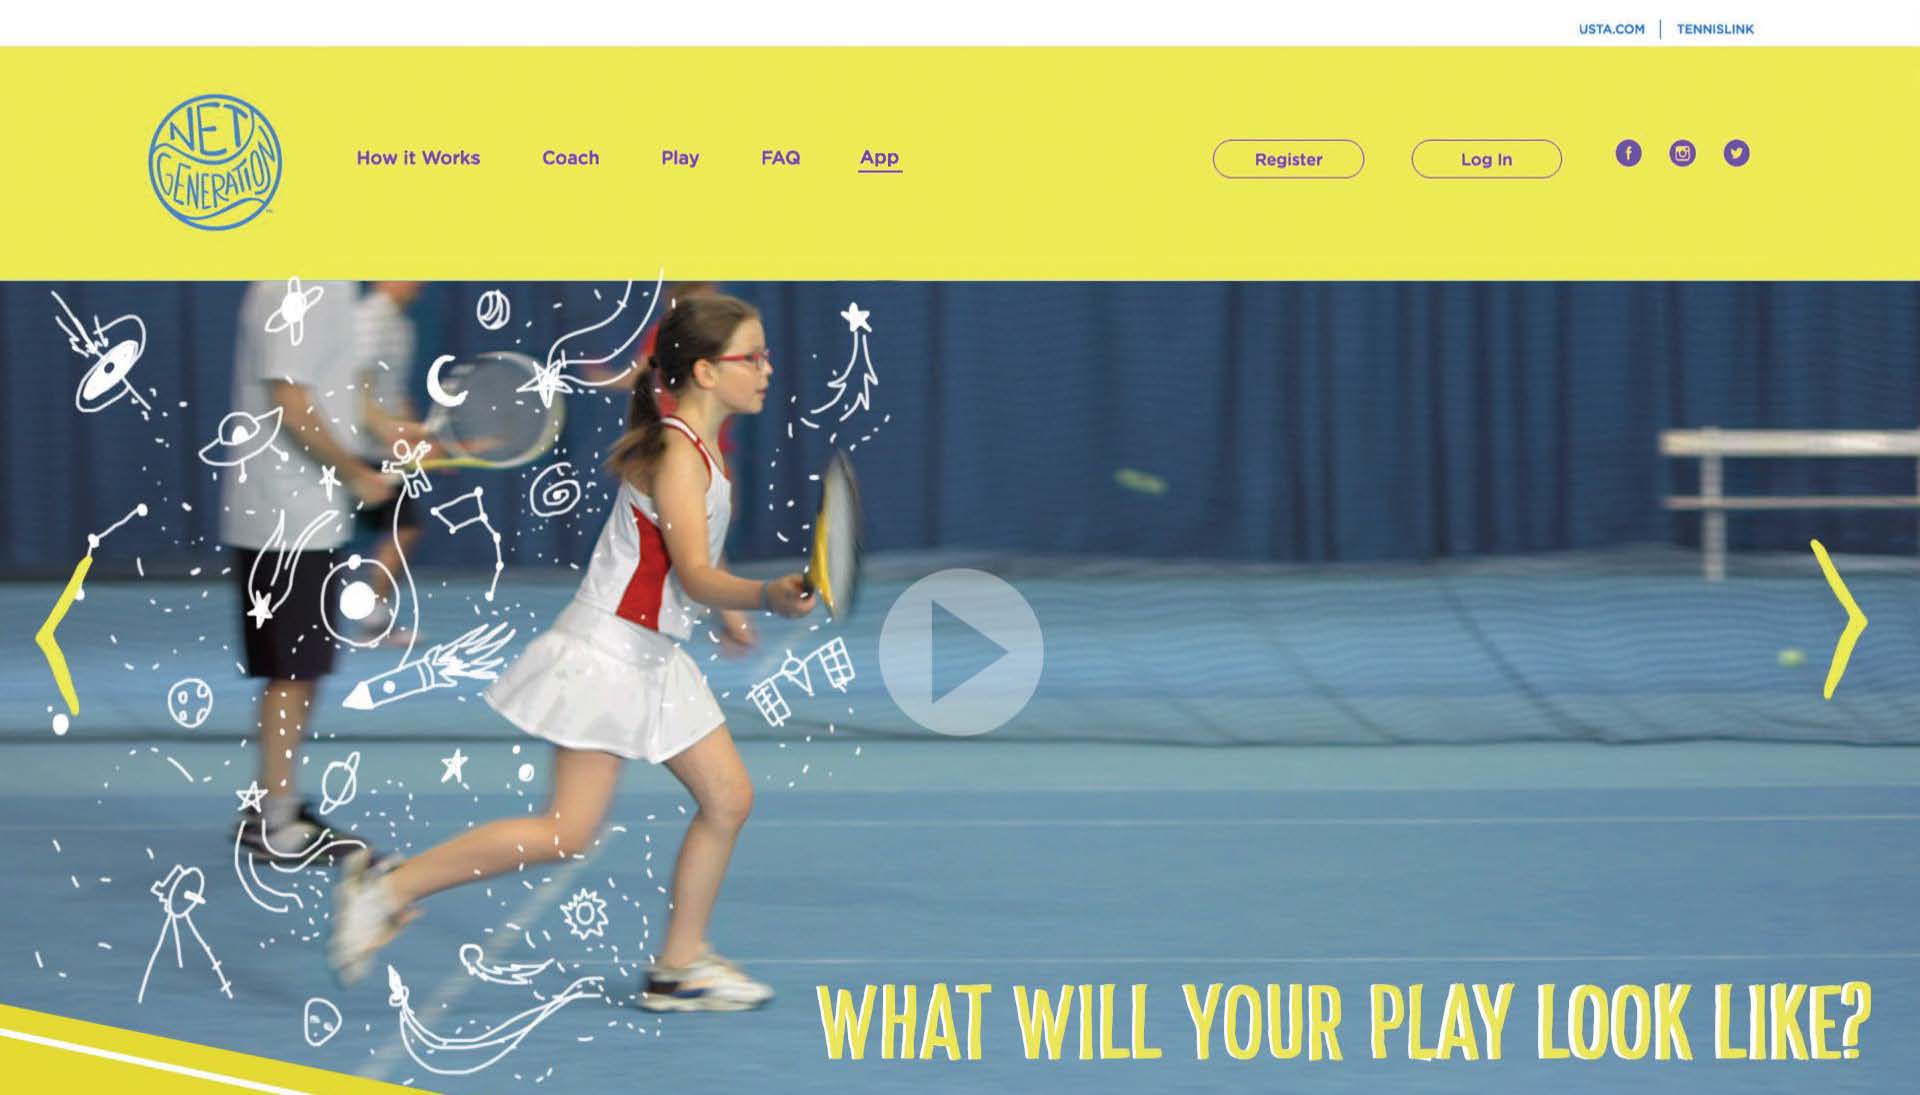 USTA.COM | TENNISLINK
NET
GENERATION
How it Works
Coach
Play
FAQ
App
Register
Log In
WHAT WILL YOUR PLAY LOOK LIKE?